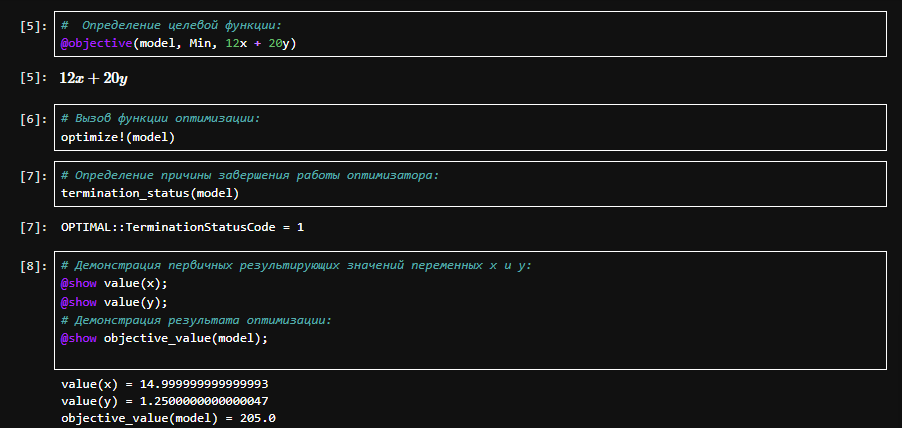 [5]: #  Определение целевой функции:
@objective(model, Min, 12x + 20y)
[5]: 12x + 20y
[6]: # Вызов функции оптимизации:
optimize!(model)
[7]: # Определение причины завершения работы оптимизатора:
termination_status(model)
[7]: OPTIMAL::TerminationStatusCode = 1
[8]: # Демонстрация первичных результирующих значений переменных x и y:
@show value(x);
@show value(y);
# Демонстрация результата оптимизации:
@show objective_value(model);
value(x) = 14.999999999999993
value(y) = 1.2500000000000047
objective_value(model) = 205.0